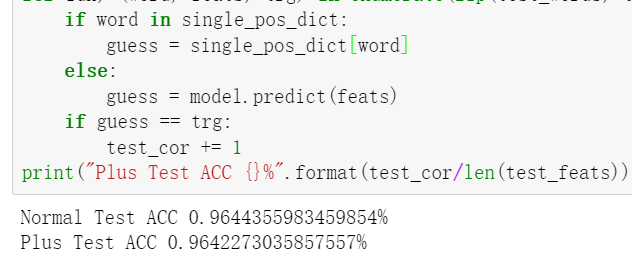 if word in single_pos_dict:
guess = single_pos_dict[word]
else:
guess = model.predict(feats)
if guess == trg:
test_cor += 1
print("Plus Test ACC {}%".format(test_cor/len(test_feats))
Normal Test ACC 0.9644355983459854%
Plus Test ACC 0.9642273035857557%